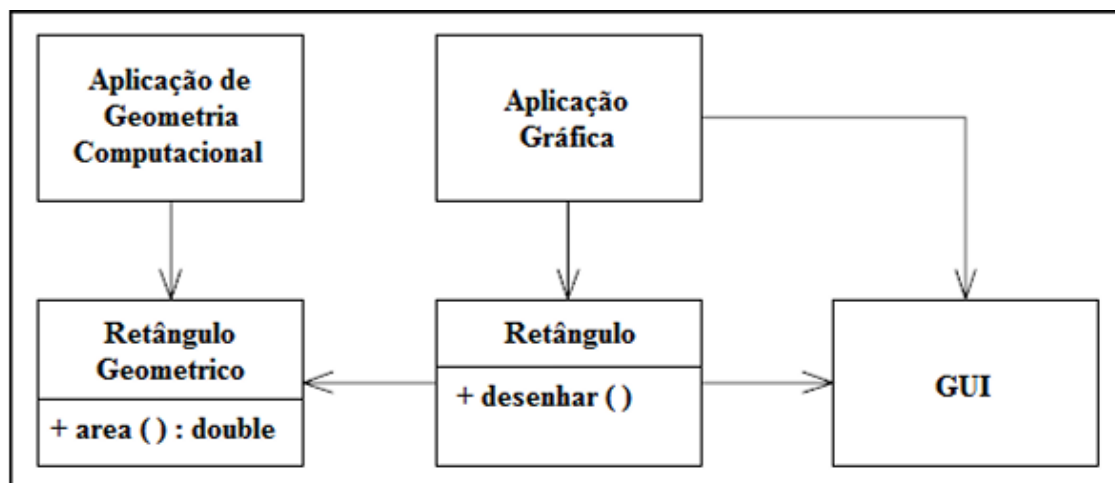 Aplicação de
Geometria
Computacional
Aplicação
Gráfica
Retângulo
Geometrico
+ area ( ) : double
Retângulo
+ desenhar ( )
GUI